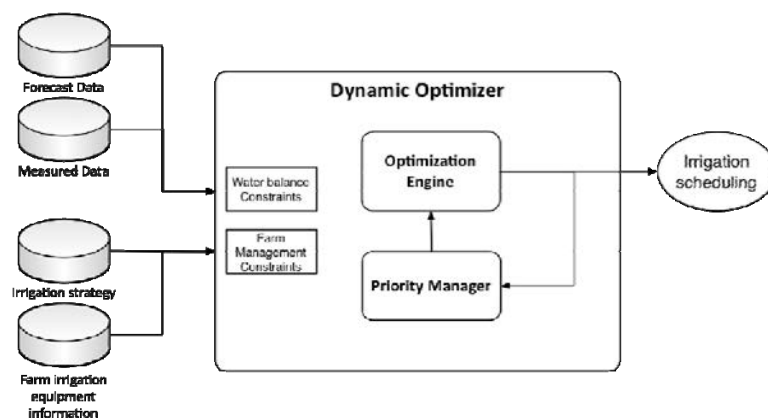 Forecast Data
Measured Data
Irrigation strategy
Farm irrigation
equipment
information
Dynamic Optimizer
Water balance
Constraints
Farm
Management
Constraints
Optimization
Engine
Priority Manager
Irrigation
scheduling